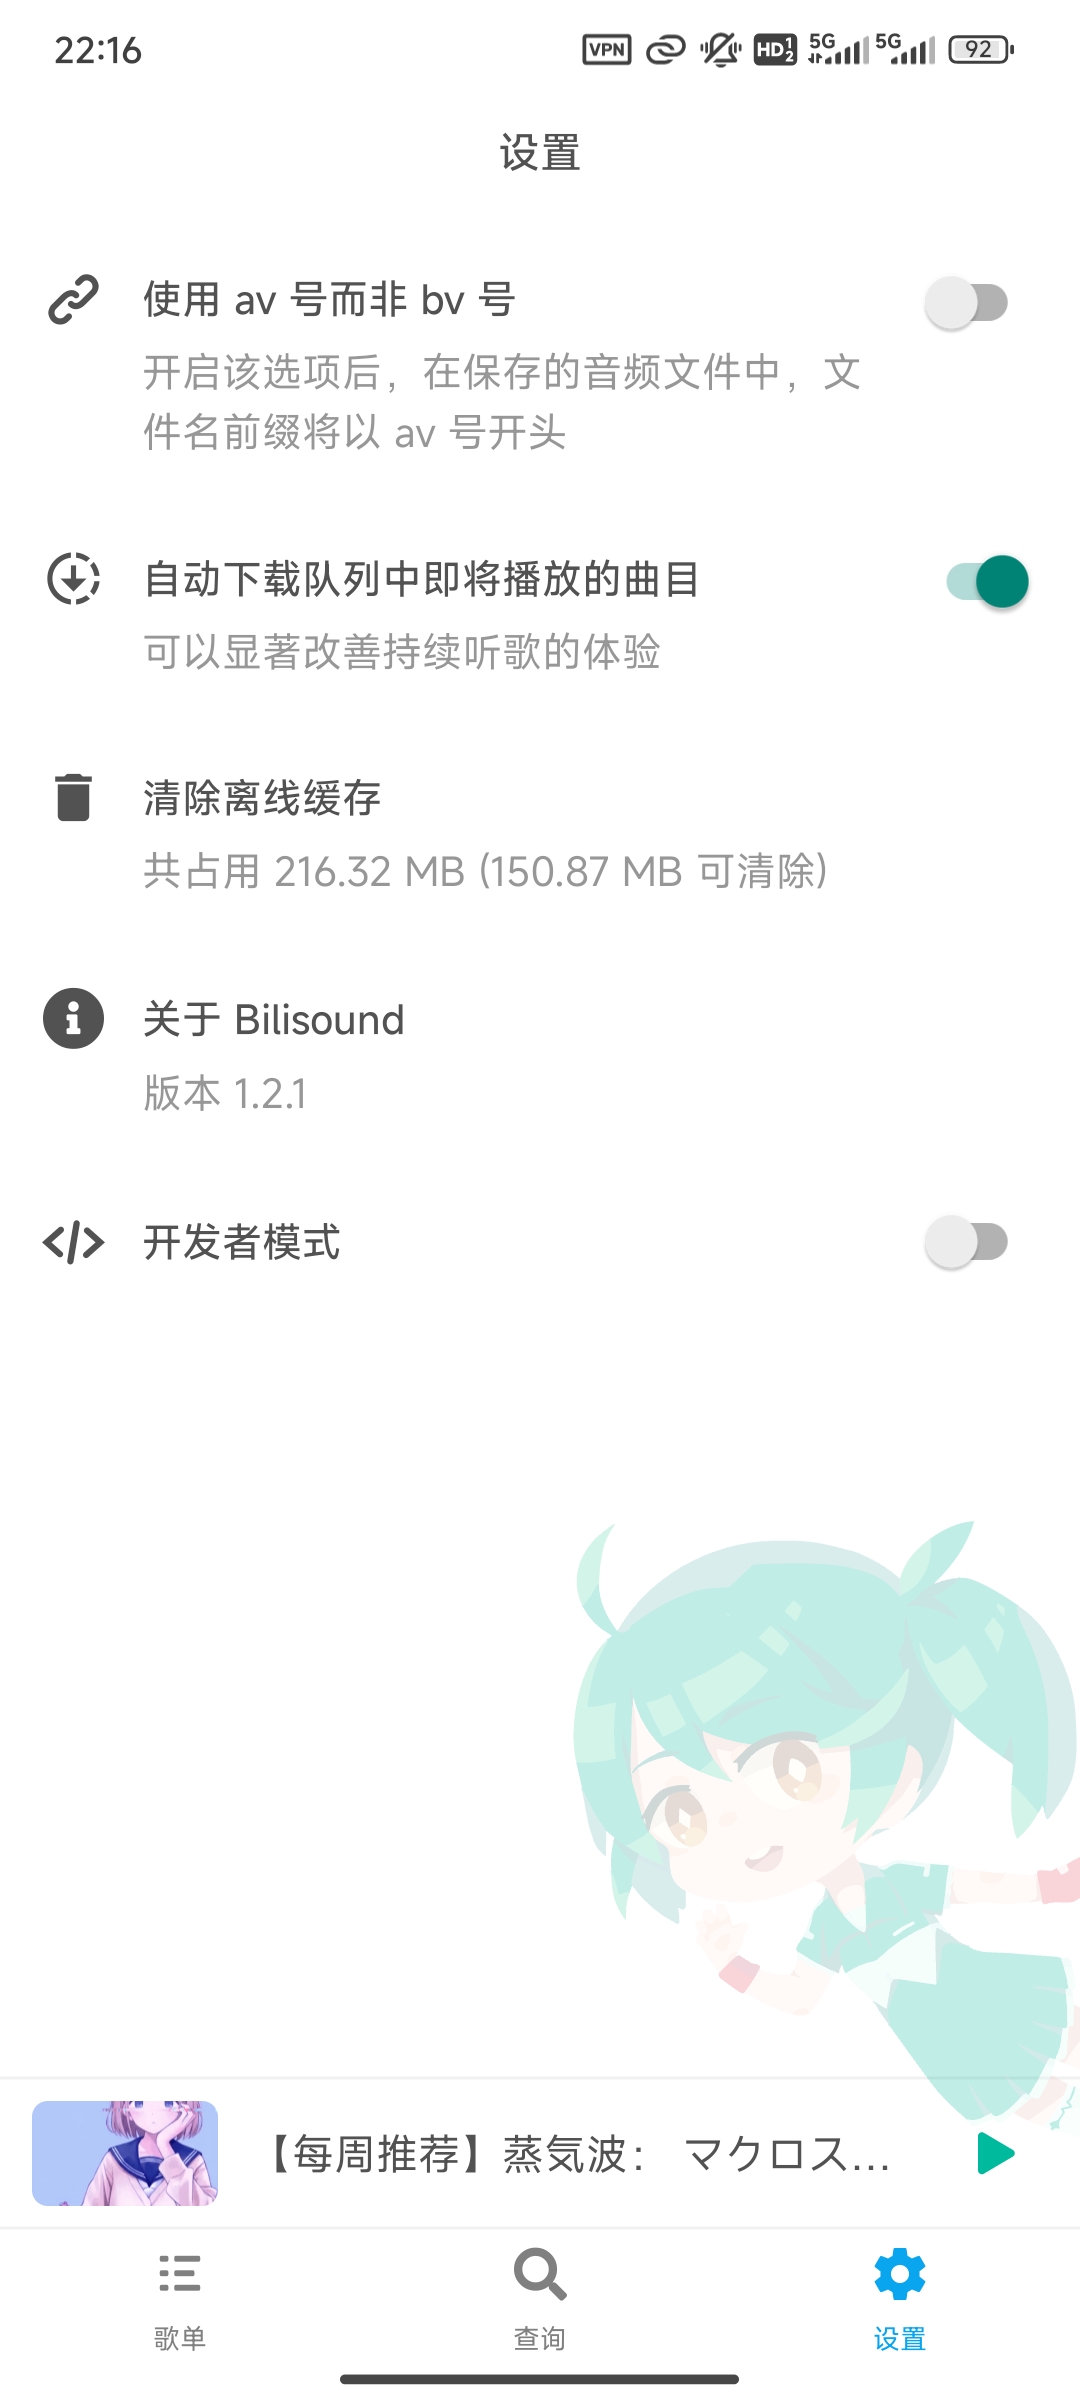 22:16
VPN HD 1 2 5G 5G 92
设置
使用 av 号而非 bv 号
开启该选项后，在保存的音频文件中，文
件名前缀将以 av 号开头
自动下载队列中即将播放的曲目
可以显著改善持续听歌的体验
清除离线缓存
共占用 216.32 MB (150.87 MB 可清除)
关于 Bilisound
版本 1.2.1
开发者模式
【每周推荐】蒸気波： マクロス...
歌单
查询
设置